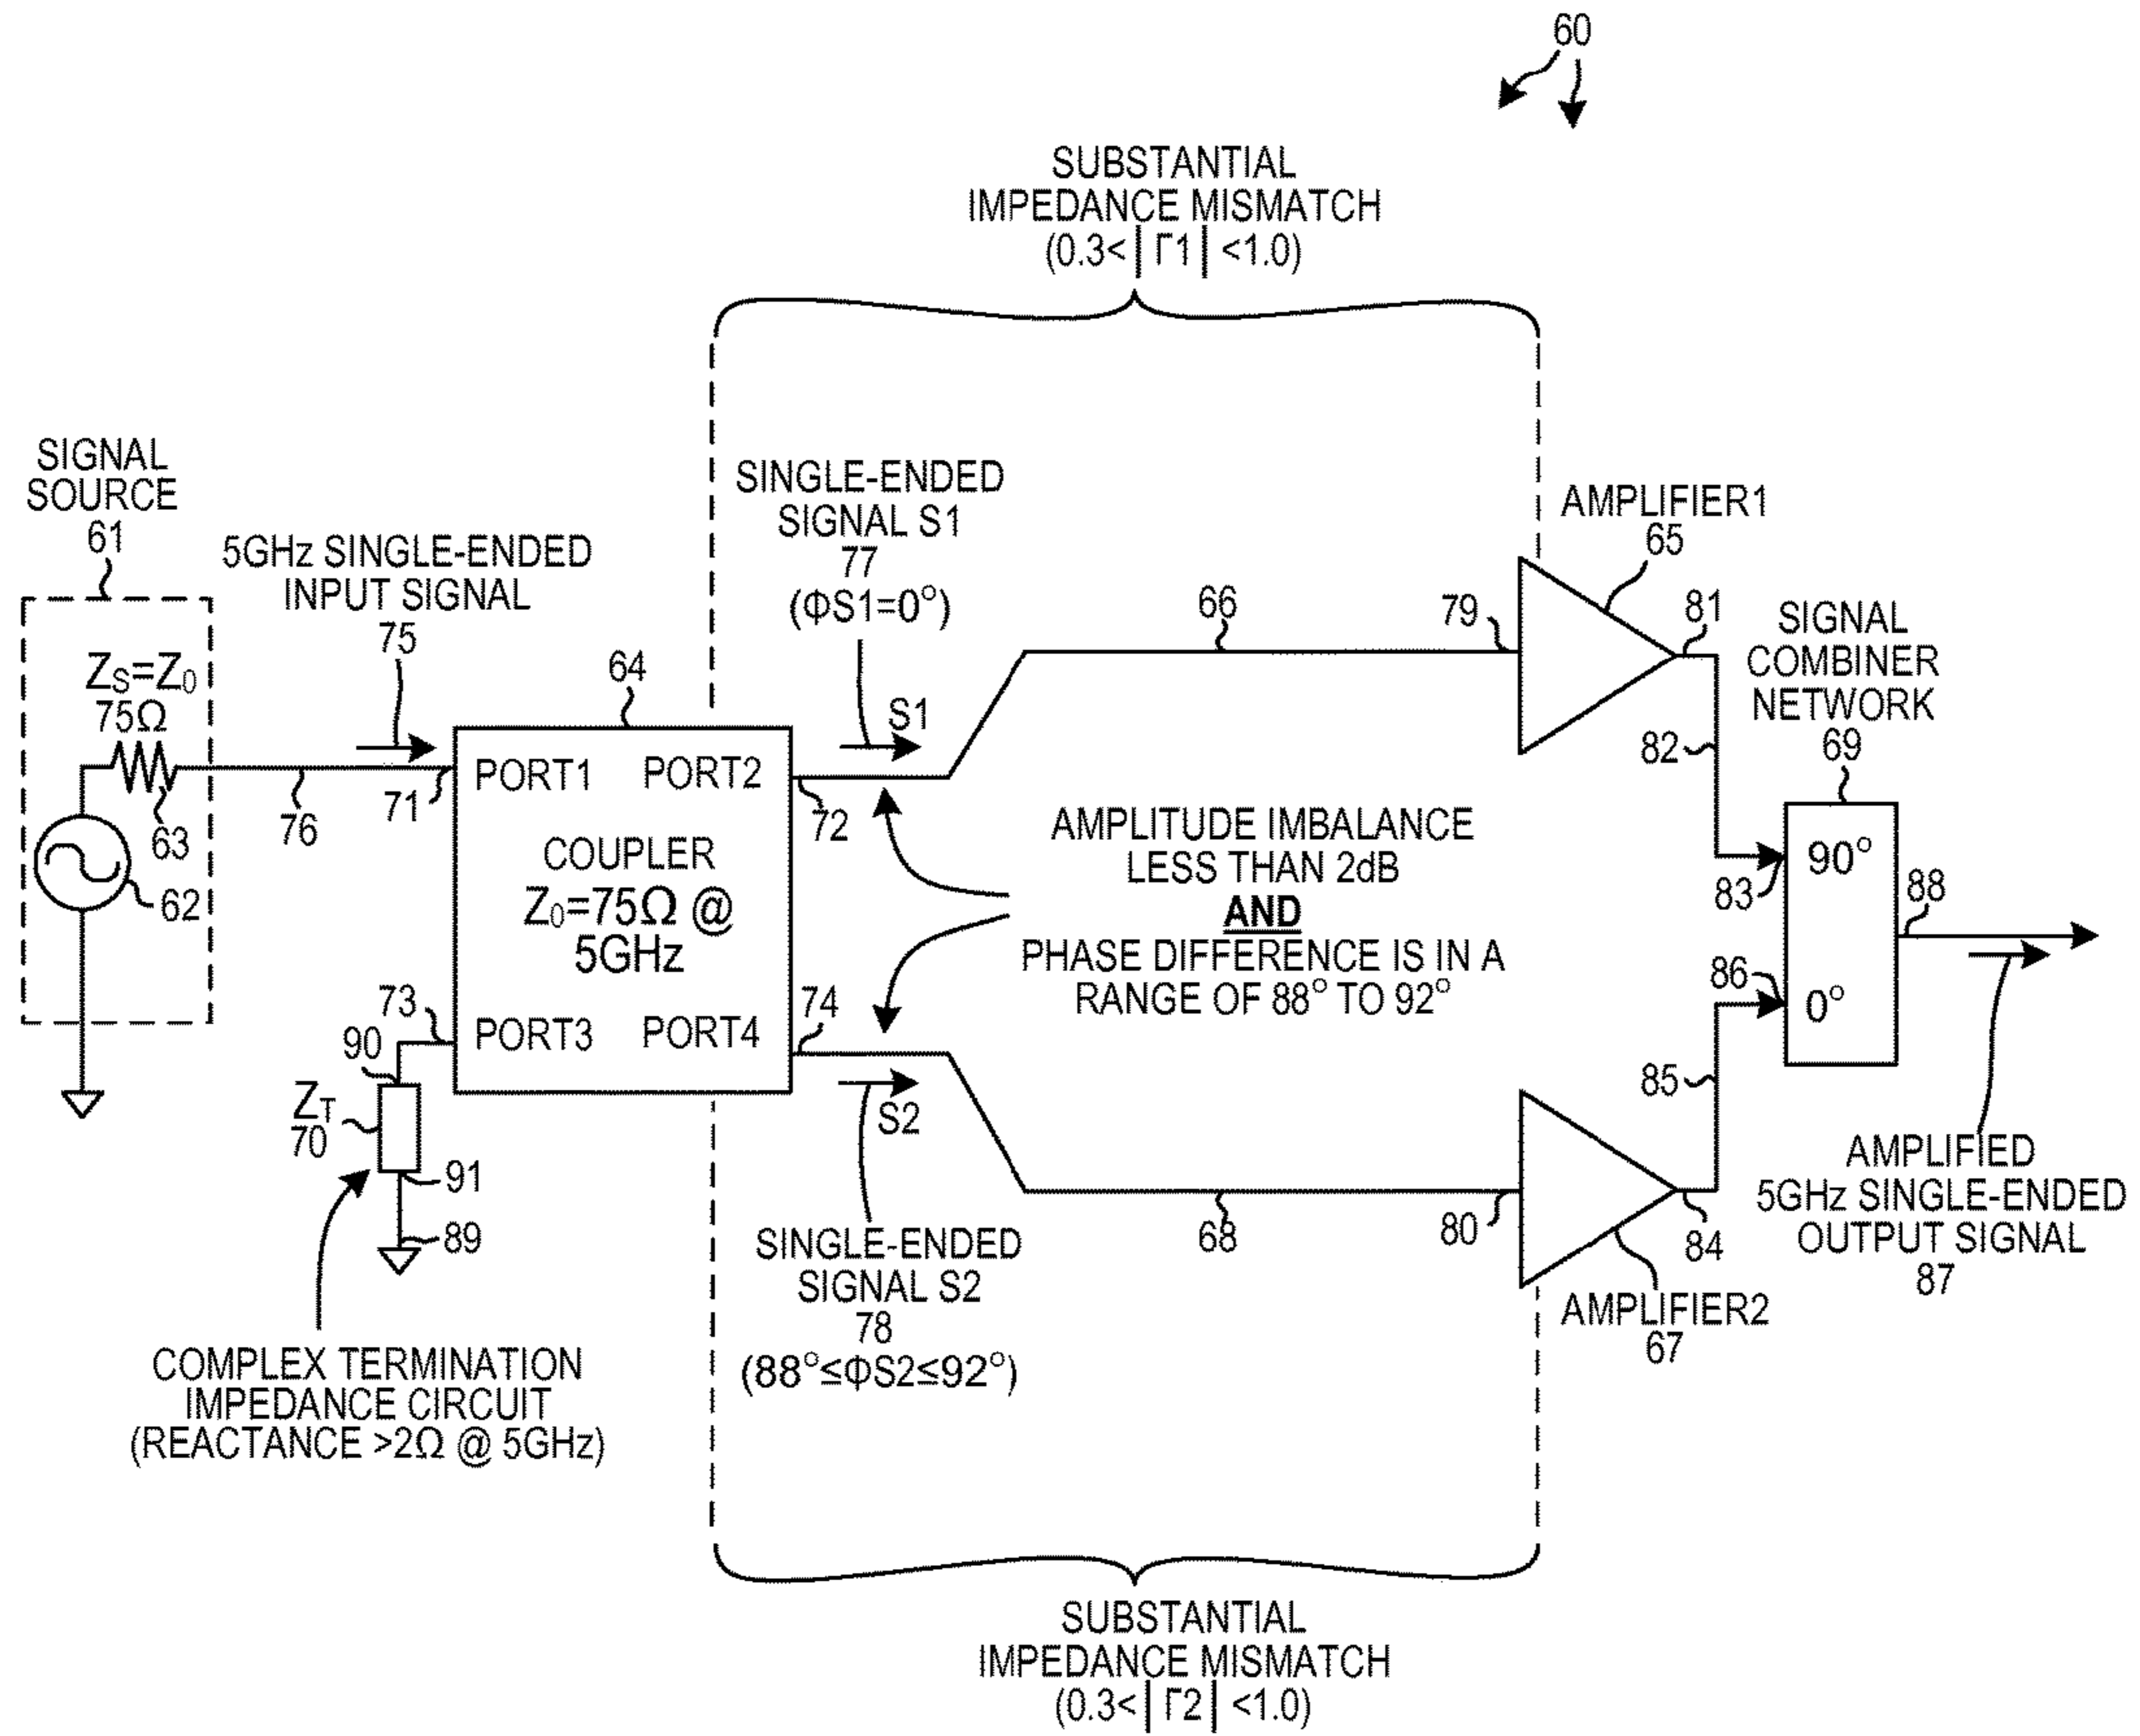 60
SUBSTANTIAL
IMPEDANCE MISMATCH
(0.3<|Γ1|<1.0)
SIGNAL
SOURCE
61
5GHz SINGLE-ENDED
INPUT SIGNAL
75
SINGLE-ENDED
SIGNAL S1
77
(ΦS1=0°)
AMPLIFIER1
65
ZS=Z0
75Ω
63
62
76
71
64
PORT1
PORT2
COUPLER
Z0=75Ω @
5GHz
PORT3
PORT4
S1
72
66
79
81
82
SIGNAL
COMBINER
NETWORK
69
90°
0°
83
86
88
85
AMPLITUDE IMBALANCE
LESS THAN 2dB
AND
PHASE DIFFERENCE IS IN A
RANGE OF 88° TO 92°
73
90
ZT
70
91
89
74
S2
68
80
84
SINGLE-ENDED
SIGNAL S2
78
(88°≤ΦS2≤92°)
AMPLIFIER2
67
AMPLIFIED
5GHz SINGLE-ENDED
OUTPUT SIGNAL
87
COMPLEX TERMINATION
IMPEDANCE CIRCUIT
(REACTANCE >2Ω @ 5GHz)
SUBSTANTIAL
IMPEDANCE MISMATCH
(0.3<|Γ2|<1.0)